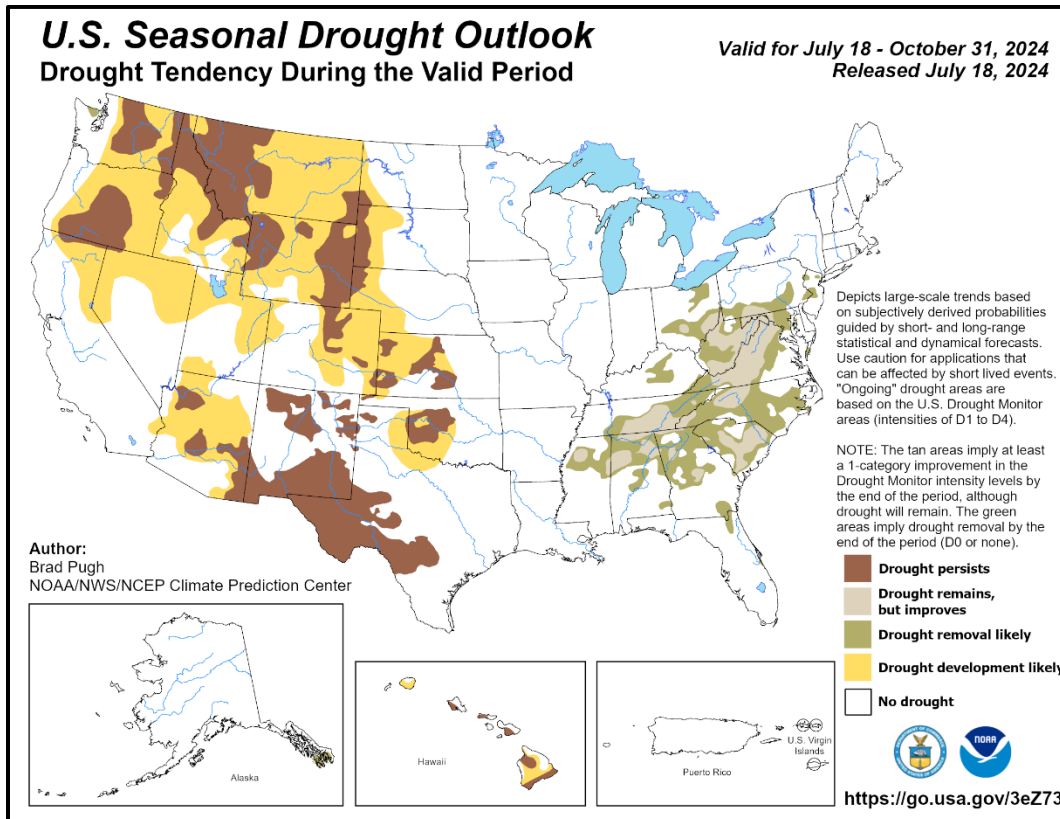 U.S. Seasonal Drought Outlook
Drought Tendency During the Valid Period
Valid for July 18 - October 31, 2024
Released July 18, 2024
Depicts large-scale trends based
on subjectively derived probabilities
guided by short- and long-range
statistical and dynamical forecasts.
Use caution for applications that
can be affected by short lived events.
"Ongoing" drought areas are
based on the U.S. Drought Monitor
areas (intensities of D1 to D4).
NOTE: The tan areas imply at least
a 1-category improvement in the
Drought Monitor intensity levels by
the end of the period, although
drought will remain. The green
areas imply drought removal by the
end of the period (D0 or none).
Author:
Brad Pugh
NOAA/NWS/NCEP Climate Prediction Center
Drought persists
Drought remains,
but improves
Drought removal likely
Drought development likely
No drought
Alaska
Hawaii
Puerto Rico
U.S. Virgin
Islands
NOAA
https://go.usa.gov/3eZ73